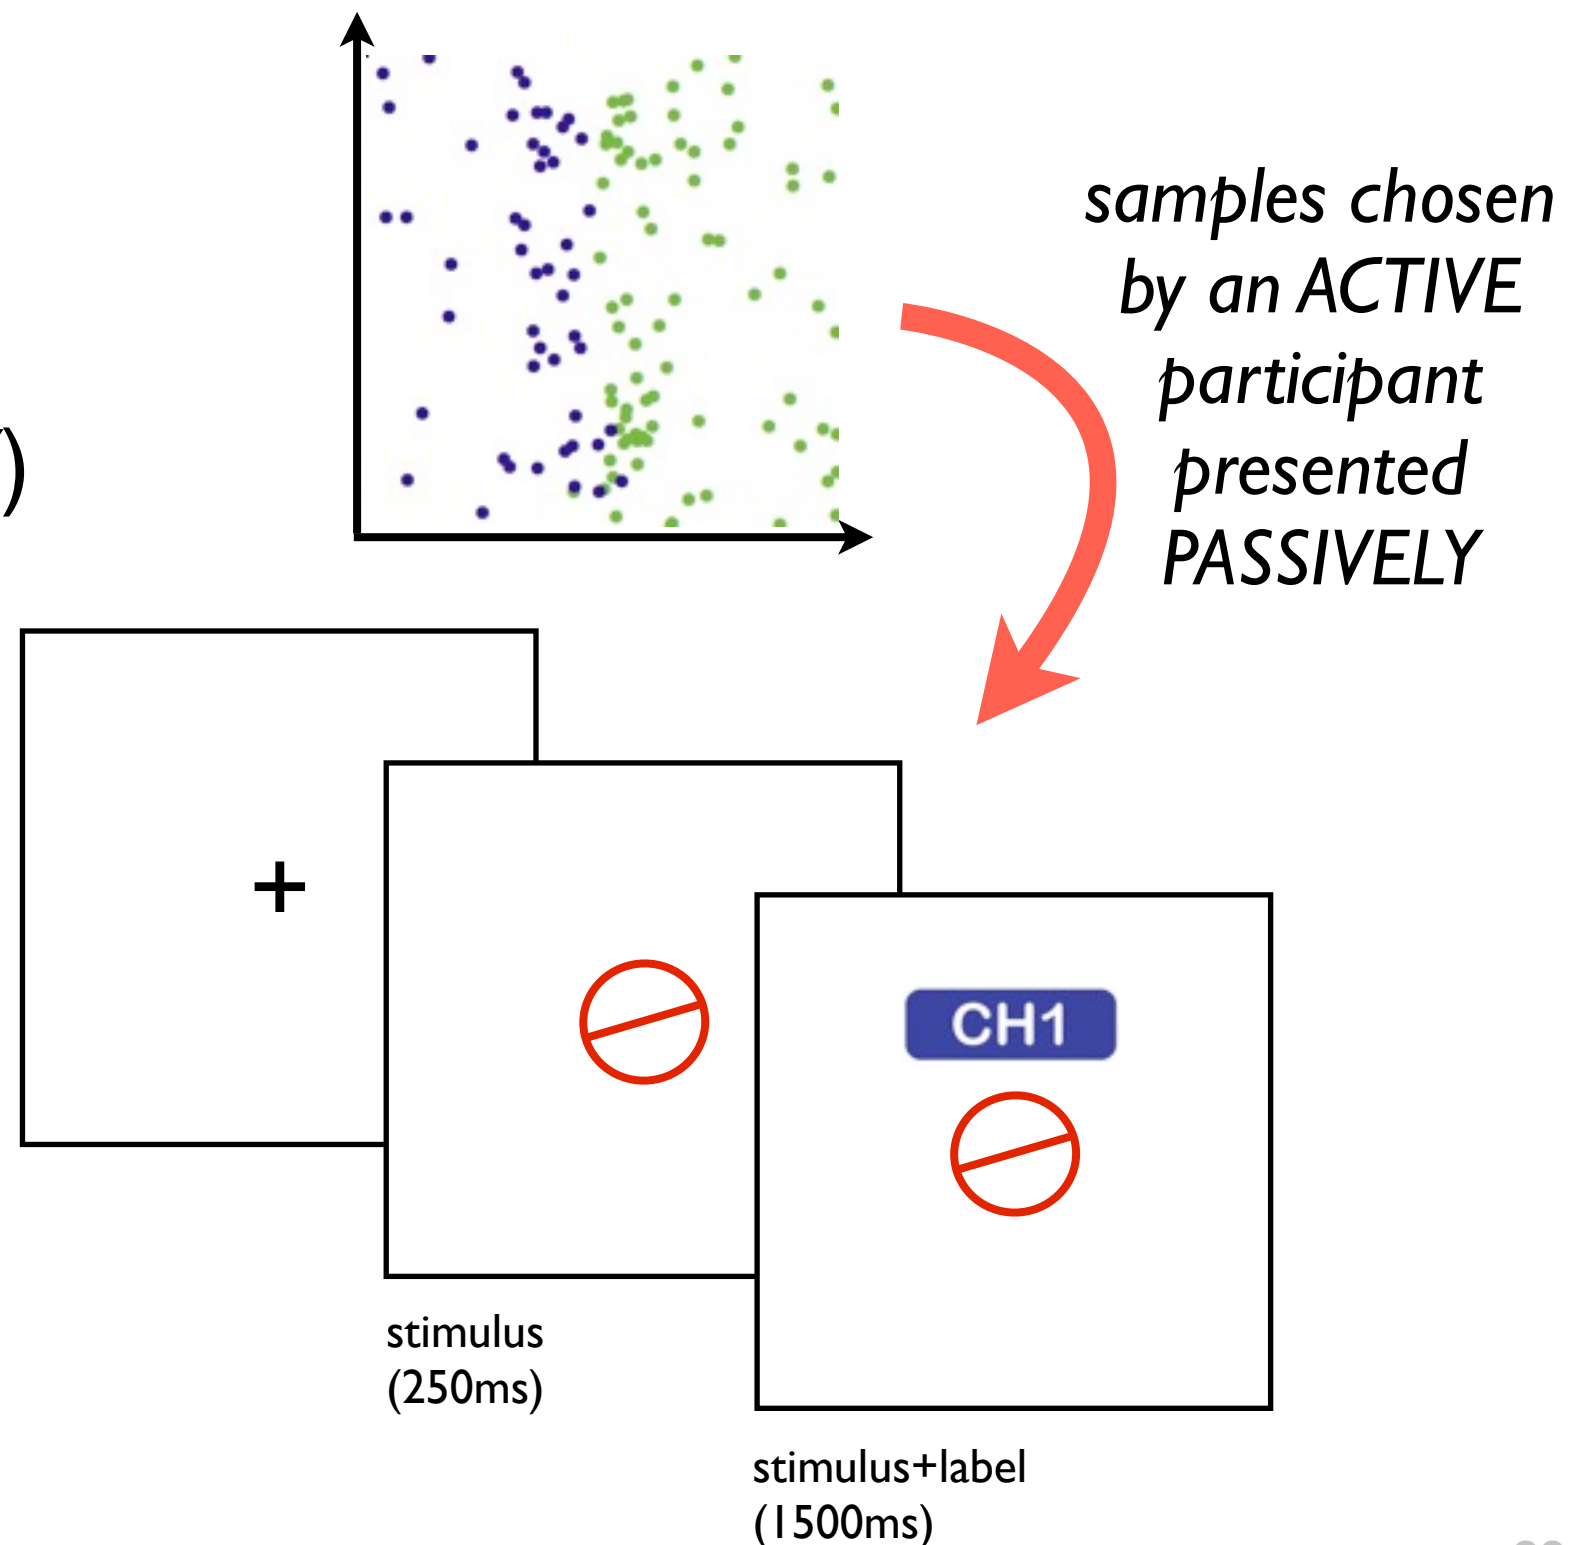 samples chosen
by an ACTIVE
participant
presented
PASSIVELY
)
+
CH1
stimulus
(250ms)
stimulus+label
(1500ms)